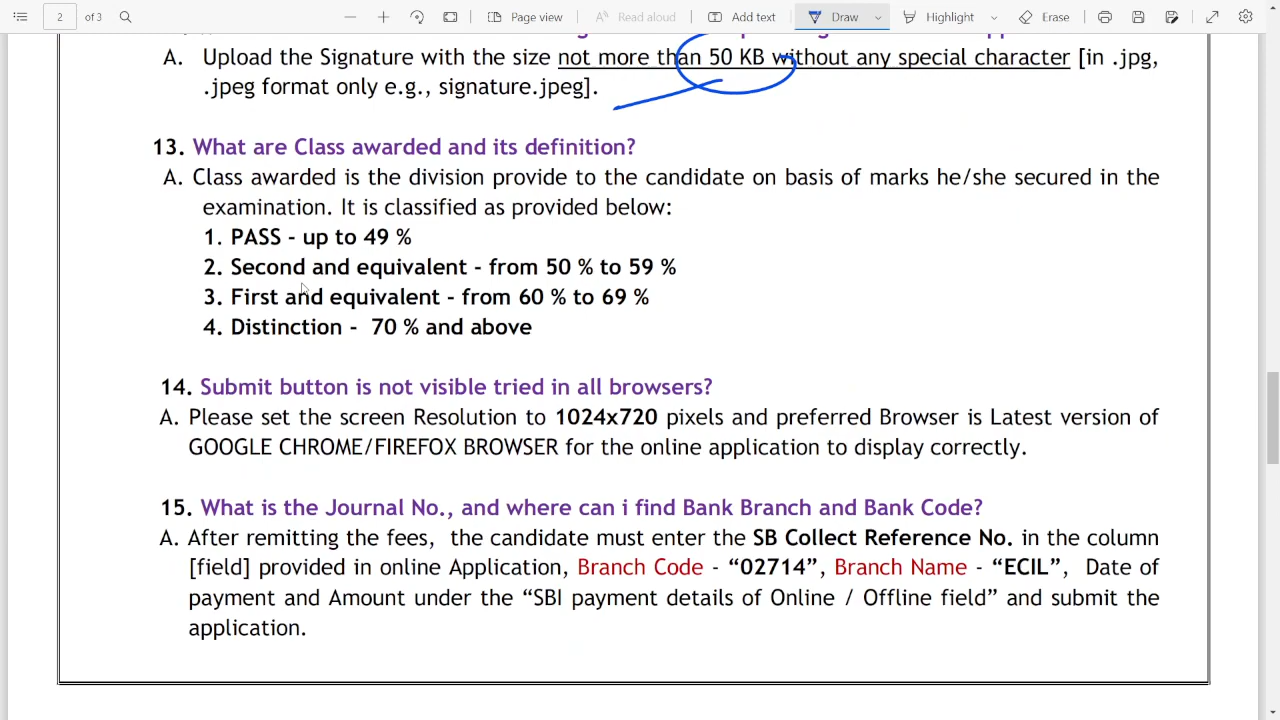 2 of 3 Page view Read aloud Add text Draw Highlight Erase
A. Upload the Signature with the size not more than 50 KB without any special character [in .jpg,
.jpeg format only e.g., signature.jpeg].
13. What are Class awarded and its definition?
A. Class awarded is the division provide to the candidate on basis of marks he/she secured in the
examination. It is classified as provided below:
1. PASS - up to 49 %
2. Second and equivalent - from 50 % to 59 %
3. First and equivalent - from 60 % to 69 %
4. Distinction - 70 % and above
14. Submit button is not visible tried in all browsers?
A. Please set the screen Resolution to 1024x720 pixels and preferred Browser is Latest version of
GOOGLE CHROME/FIREFOX BROWSER for the online application to display correctly.
15. What is the Journal No., and where can i find Bank Branch and Bank Code?
A. After remitting the fees, the candidate must enter the SB Collect Reference No. in the column
[field] provided in online Application, Branch Code - “02714”, Branch Name - “ECIL”, Date of
payment and Amount under the “SBI payment details of Online / Offline field” and submit the
application.